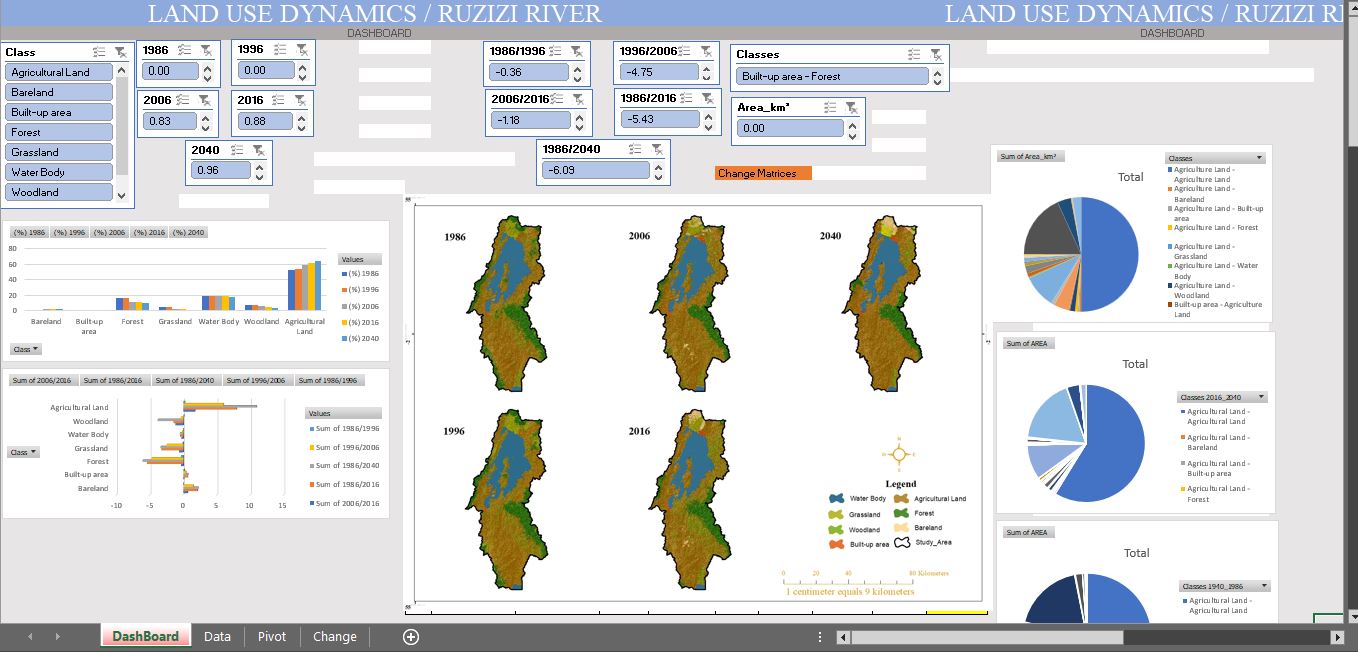 LAND USE DYNAMICS / RUZIZI RIVER
LAND USE DYNAMICS / RUZIZI RI
DASHBOARD
DASHBOARD
Class
Agricultural Land
Bareland
Built-up area
Forest
Grassland
Water Body
Woodland
1986
0.00
1996
0.00
2006
0.83
2016
0.88
2040
0.96
1986/1996
-0.36
1996/2006
-4.75
2006/2016
-1.18
1986/2016
-5.43
1986/2040
-6.09
Classes
Built-up area - Forest
Area_km²
0.00
Change Matrices
(%) 1986 (%) 1996 (%) 2006 (%) 2016 (%) 2040
80
60
40
20
0
Bareland
Built-up
area
Forest
Grassland
Water Body
Woodland
Agricultural
Land
Values
(%) 1986
(%) 1996
(%) 2006
(%) 2016
(%) 2040
Class
Sum of 2006/2016 Sum of 1986/2016 Sum of 1986/2040 Sum of 1996/2006 Sum of 1986/1996
Agricultural Land
Woodland
Water Body
Grassland
Forest
Built-up area
Bareland
-10 -5 0 5 10 15
Class
Values
Sum of 1986/1996
Sum of 1996/2006
Sum of 1986/2040
Sum of 1986/2016
Sum of 2006/2016
1986
2006
2040
1996
2016
N
E
Legend
Water Body
Grassland
Woodland
Built-up area
Agricultural Land
Forest
Bareland
Study_Area
0 20 40 80 Kilometers
1 centimeter equals 9 kilometers
Sum of Area_km²
Total
Classes
Agriculture Land -
Agriculture Land
Agriculture Land -
Bareland
Agriculture Land - Built-up
area
Agriculture Land - Forest
Agriculture Land -
Grassland
Agriculture Land - Water
Body
Agriculture Land -
Woodland
Built-up area - Agriculture
Land
Sum of AREA
Total
Classes 2016_2040
Agricultural Land -
Agricultural Land
Agricultural Land -
Bareland
Agricultural Land -
Built-up area
Agricultural Land -
Forest
Sum of AREA
Total
Classes 1940_1986
Agricultural Land -
Agricultural Land
DashBoard
Data
Pivot
Change